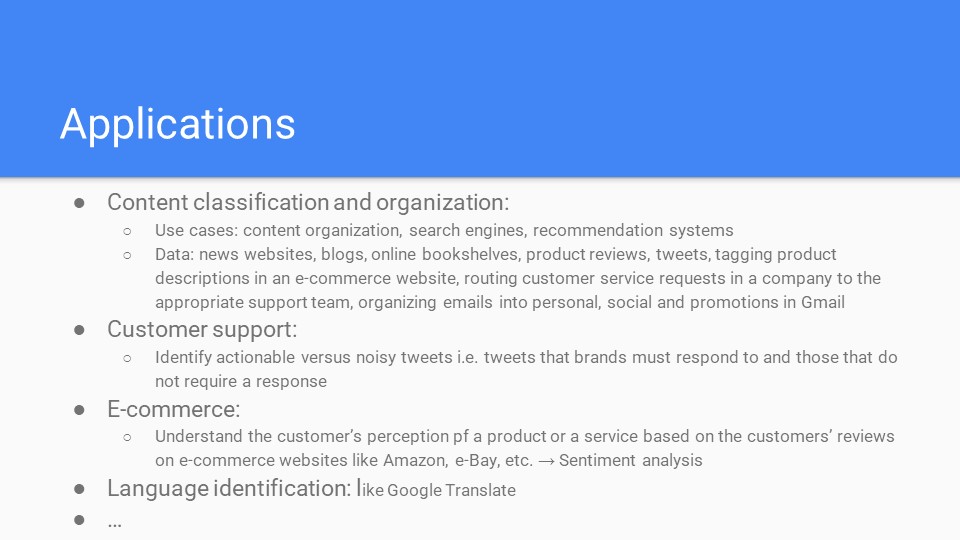 Applications
● Content classification and organization:
○ Use cases: content organization, search engines, recommendation systems
○ Data: news websites, blogs, online bookshelves, product reviews, tweets, tagging product
descriptions in an e-commerce website, routing customer service requests in a company to the
appropriate support team, organizing emails into personal, social and promotions in Gmail
● Customer support:
○ Identify actionable versus noisy tweets i.e. tweets that brands must respond to and those that do
not require a response
● E-commerce:
○ Understand the customer’s perception pf a product or a service based on the customers’ reviews
on e-commerce websites like Amazon, e-Bay, etc. → Sentiment analysis
● Language identification: like Google Translate
● ...